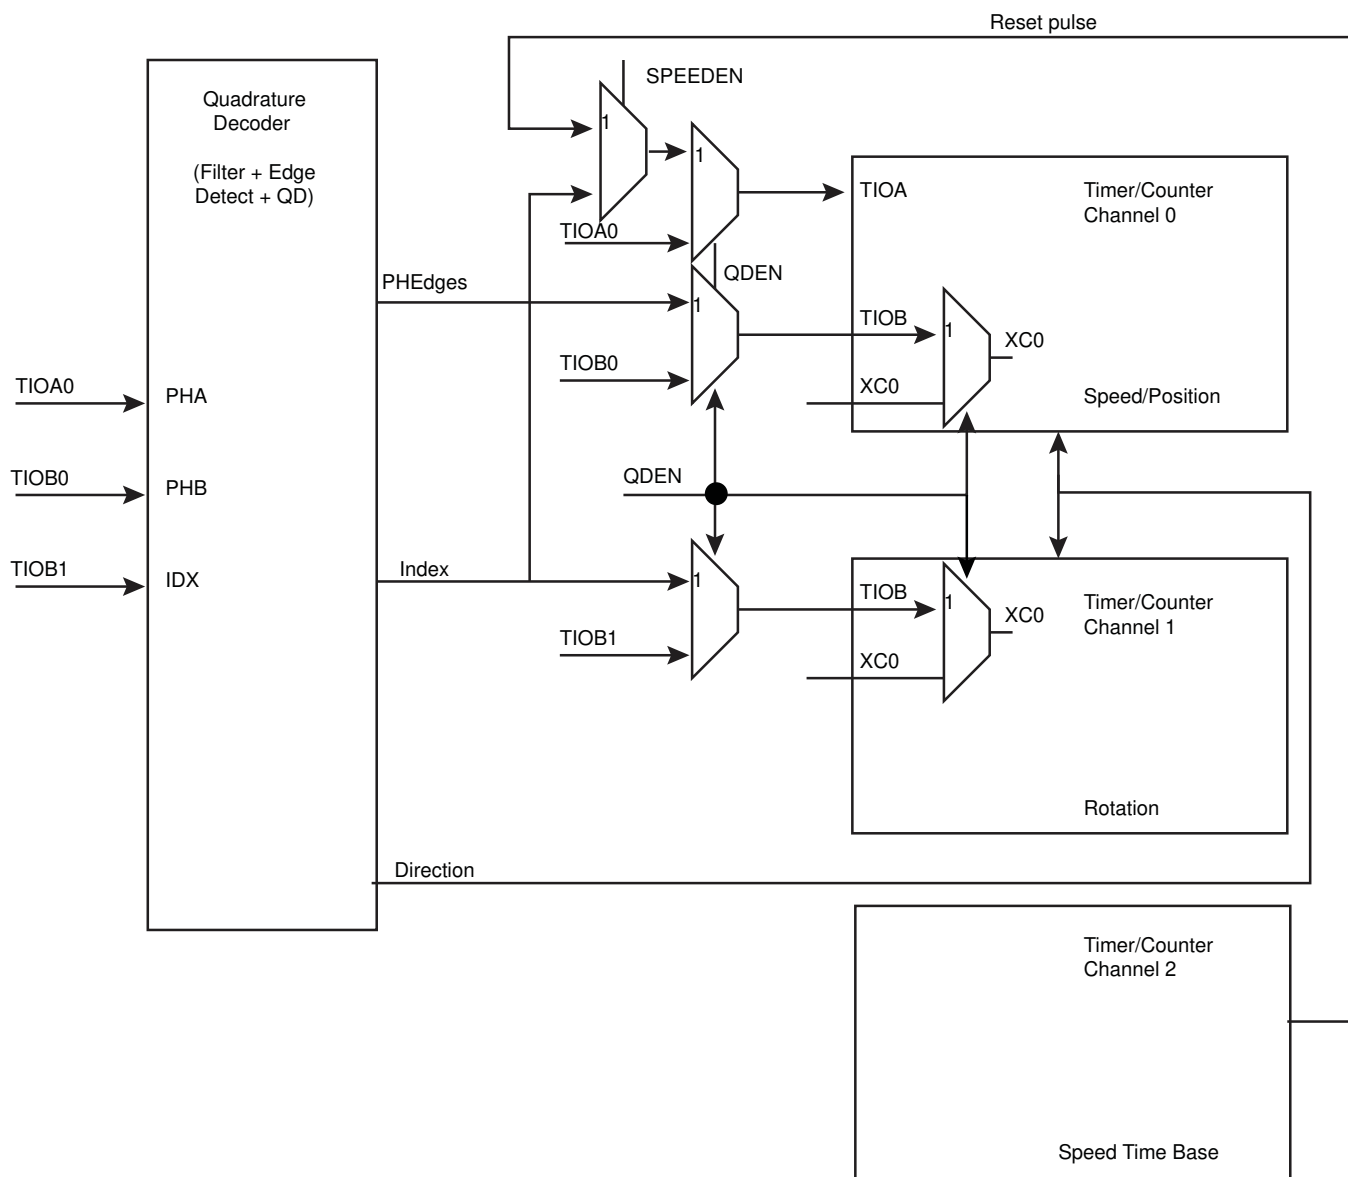 Reset pulse
SPEEDEN
Quadrature
Decoder
(Filter + Edge
Detect + QD)
1
1
TIOA
Timer/Counter
Channel 0
TIOA0
QDEN
PHEdges
1
TIOB
1
XC0
TIOB0
XC0
Speed/Position
TIOA0
PHA
QDEN
TIOB0
PHB
TIOB1
IDX
Index
1
TIOB
1
XC0
Timer/Counter
Channel 1
TIOB1
XC0
Rotation
Direction
Timer/Counter
Channel 2
Speed Time Base